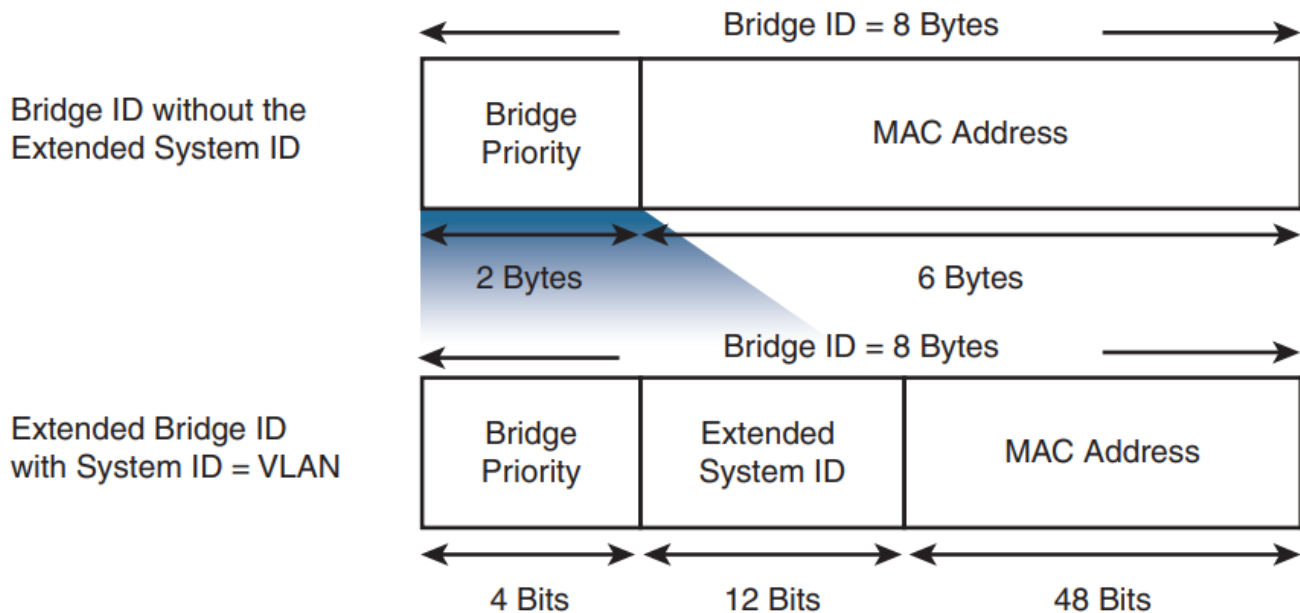 Bridge ID = 8 Bytes
Bridge ID without the
Extended System ID
Bridge
Priority
MAC Address
2 Bytes
6 Bytes
Bridge ID = 8 Bytes
Extended Bridge ID
with System ID = VLAN
Bridge
Priority
Extended
System ID
MAC Address
4 Bits
12 Bits
48 Bits